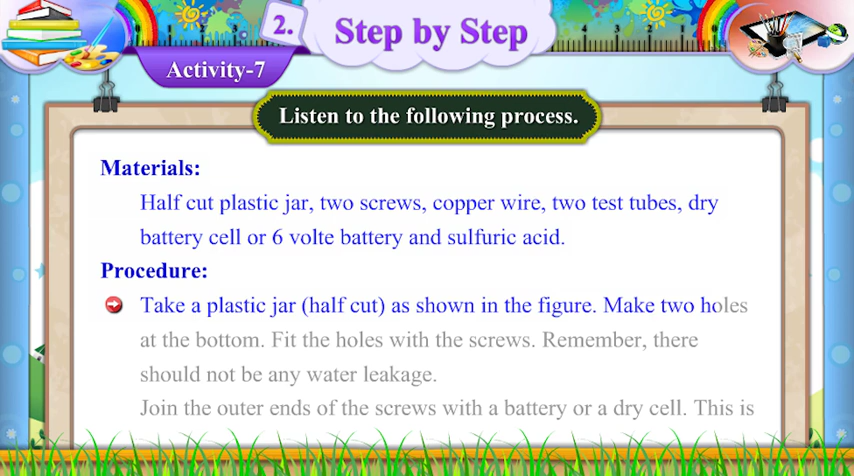 2.
Step by Step
Activity-7
Listen to the following process.
Materials:
Half cut plastic jar, two screws, copper wire, two test tubes, dry
battery cell or 6 volte battery and sulfuric acid.
Procedure:
Take a plastic jar (half cut) as shown in the figure. Make two holes
at the bottom. Fit the holes with the screws. Remember, there
should not be any water leakage.
Join the outer ends of the screws with a battery or a dry cell. This is